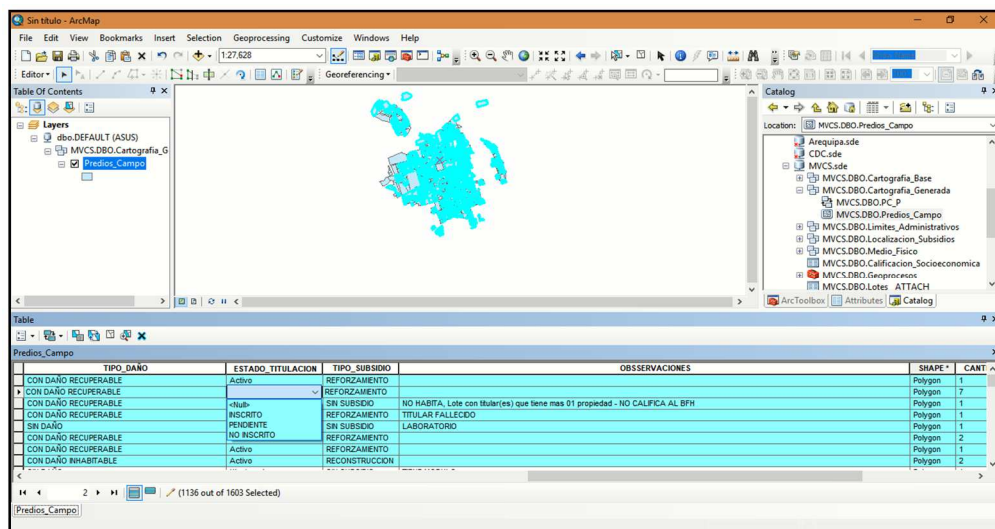 Sin título - ArcMap
File Edit View Bookmarks Insert Selection Geoprocessing Customize Windows Help
1:27,628
Editor Georeferencing
Table Of Contents
Layers
dbo.DEFAULT (ASUS)
MVCS.DBO.Cartografia_G
Predios_Campo
Catalog
Location: MVCS.DBO.Predios_Campo
Arequipa.sde
CDC.sde
MVCS.sde
MVCS.DBO.Cartografia_Base
MVCS.DBO.Cartografia_Generada
MVCS.DBO.PC_P
MVCS.DBO.Predios_Campo
MVCS.DBO.Limites_Administrativos
MVCS.DBO.Localizacion_Subsidios
MVCS.DBO.Medio_Fisico
MVCS.DBO.Calificacion_Socioeconomica
MVCS.DBO.Geoprocesos
MVCS.DBO.Lotes_ATTACH
ArcToolbox Attributes Catalog
Table
Predios_Campo
TIPO_DAÑO ESTADO_TITULACION TIPO_SUBSIDIO OBSSERVACIONES SHAPE * CANT
CON DAÑO RECUPERABLE Activo REFORZAMIENTO Polygon 1
CON DAÑO RECUPERABLE REFORZAMIENTO Polygon 7
CON DAÑO RECUPERABLE <Null> SIN SUBSIDIO NO HABITA, Lote con titular(es) que tiene mas 01 propiedad - NO CALIFICA AL BFH Polygon 1
CON DAÑO RECUPERABLE INSCRITO REFORZAMIENTO TITULAR FALLECIDO Polygon 1
SIN DAÑO PENDIENTE SIN SUBSIDIO LABORATORIO Polygon 1
CON DAÑO RECUPERABLE NO INSCRITO REFORZAMIENTO Polygon 2
CON DAÑO RECUPERABLE Activo REFORZAMIENTO Polygon 1
CON DAÑO INHABITABLE Activo RECONSTRUCCION Polygon 2
2 (1136 out of 1603 Selected)
Predios_Campo